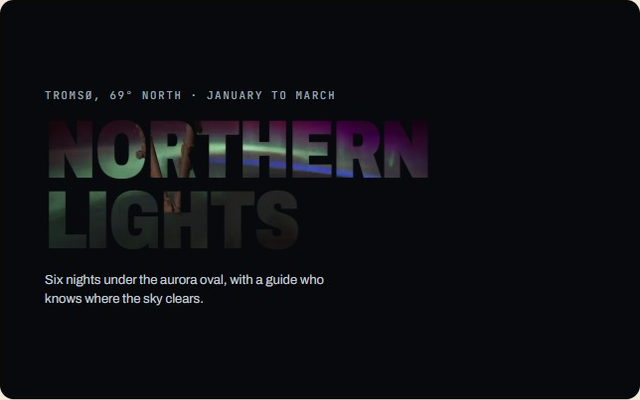 TROMSØ, 69° NORTH · JANUARY TO MARCH
NORTHERN
LIGHTS
Six nights under the aurora oval, with a guide who
knows where the sky clears.